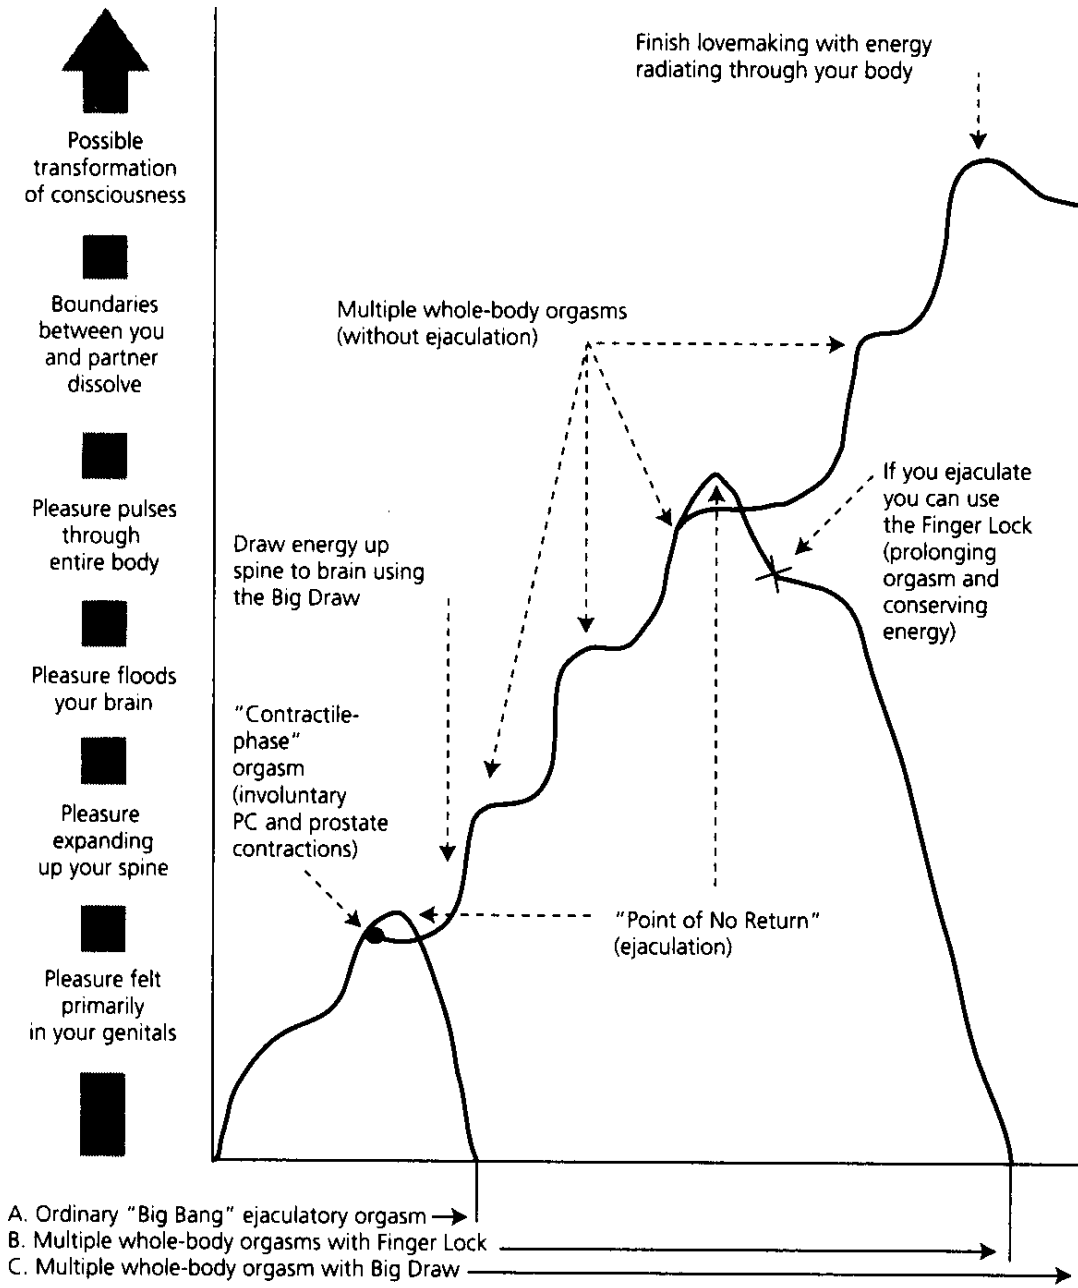 Finish lovemaking with energy
radiating through your body
Possible
transformation
of consciousness
Boundaries
between you
and partner
dissolve
Multiple whole-body orgasms
(without ejaculation)
Pleasure pulses
through
entire body
If you ejaculate
you can use
the Finger Lock
(prolonging
orgasm and
conserving
energy)
Draw energy up
spine to brain using
the Big Draw
Pleasure floods
your brain
"Contractile-
phase"
orgasm
(involuntary
PC and prostate
contractions)
Pleasure
expanding
up your spine
"Point of No Return"
(ejaculation)
Pleasure felt
primarily
in your genitals
A. Ordinary "Big Bang" ejaculatory orgasm
B. Multiple whole-body orgasms with Finger Lock
C. Multiple whole-body orgasm with Big Draw